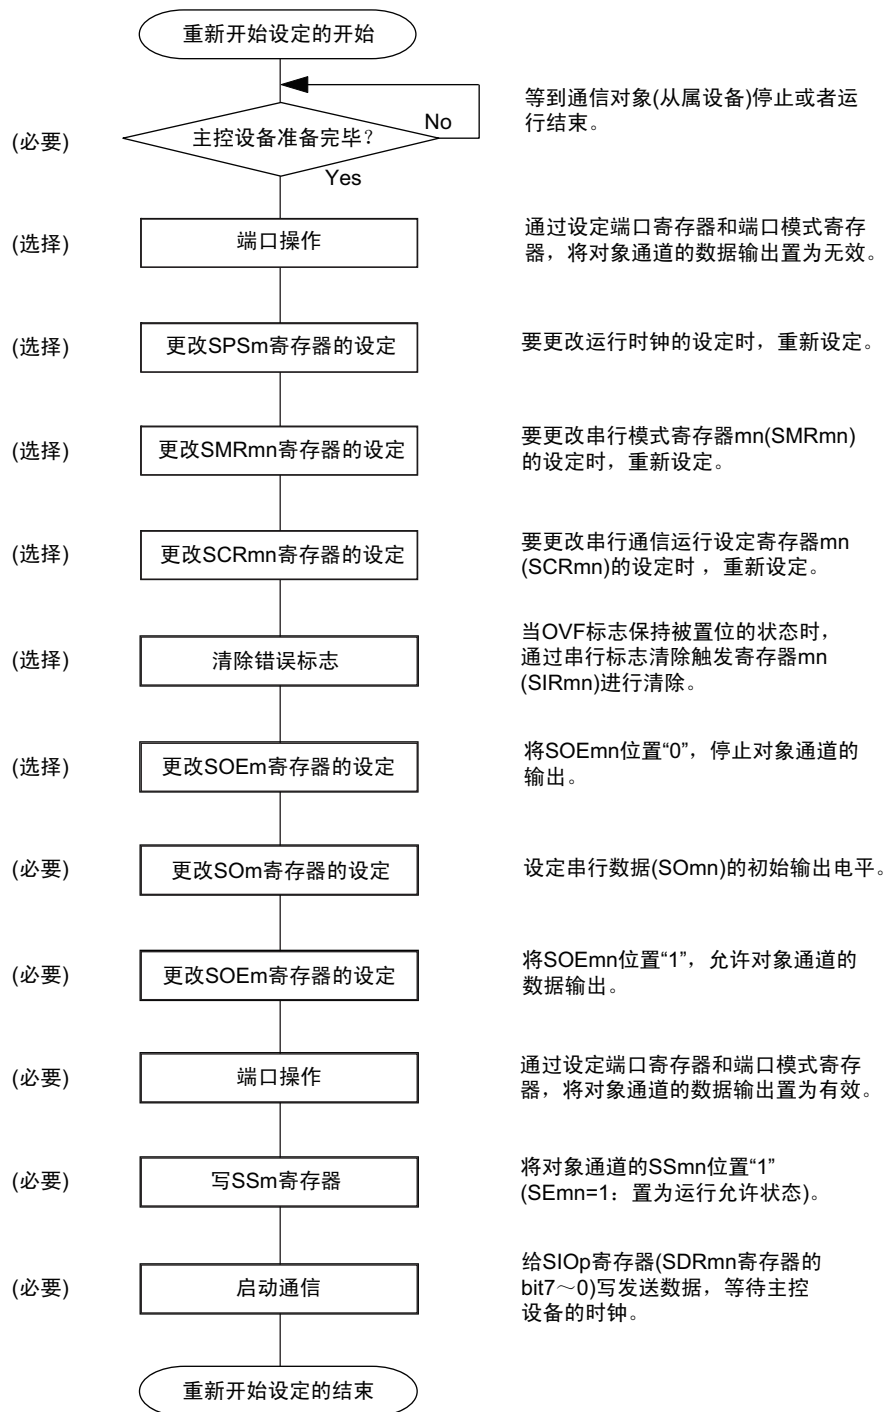 重新开始设定的开始
等到通信对象(从属设备)停止或者运
行结束。
(必要)
主控设备准备完毕？
No
Yes
(选择)
端口操作
通过设定端口寄存器和端口模式寄存
器，将对象通道的数据输出置为无效。
(选择)
更改SPSm寄存器的设定
要更改运行时钟的设定时，重新设定。
(选择)
更改SMRmn寄存器的设定
要更改串行模式寄存器mn(SMRmn)
的设定时，重新设定。
(选择)
更改SCRmn寄存器的设定
要更改串行通信运行设定寄存器mn
(SCRmn)的设定时，重新设定。
(选择)
清除错误标志
当OVF标志保持被置位的状态时，
通过串行标志清除触发寄存器mn
(SIRmn)进行清除。
(选择)
更改SOEm寄存器的设定
将SOEmn位置“0”，停止对象通道的
输出。
(必要)
更改SOm寄存器的设定
设定串行数据(SOmn)的初始输出电平。
(必要)
更改SOEm寄存器的设定
将SOEmn位置“1”，允许对象通道的
数据输出。
(必要)
端口操作
通过设定端口寄存器和端口模式寄存
器，将对象通道的数据输出置为有效。
(必要)
写SSm寄存器
将对象通道的SSmn位置“1”
(SEmn=1：置为运行允许状态)。
(必要)
启动通信
给SIOp寄存器(SDRmn寄存器的
bit7～0)写发送数据，等待主控
设备的时钟。
重新开始设定的结束